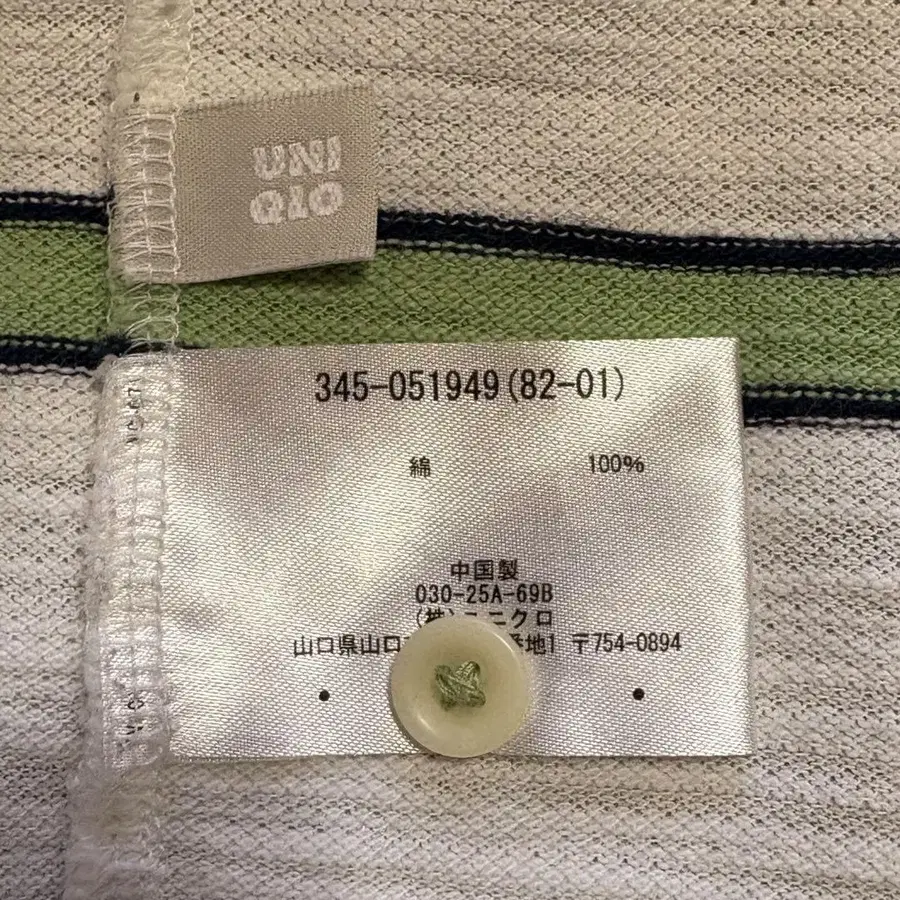 UNI
QLO
345-051949(82-01)
綿 100%
中国製
030-25A-69B
(株)ユニクロ
山口県山口 番地1 〒754-0894